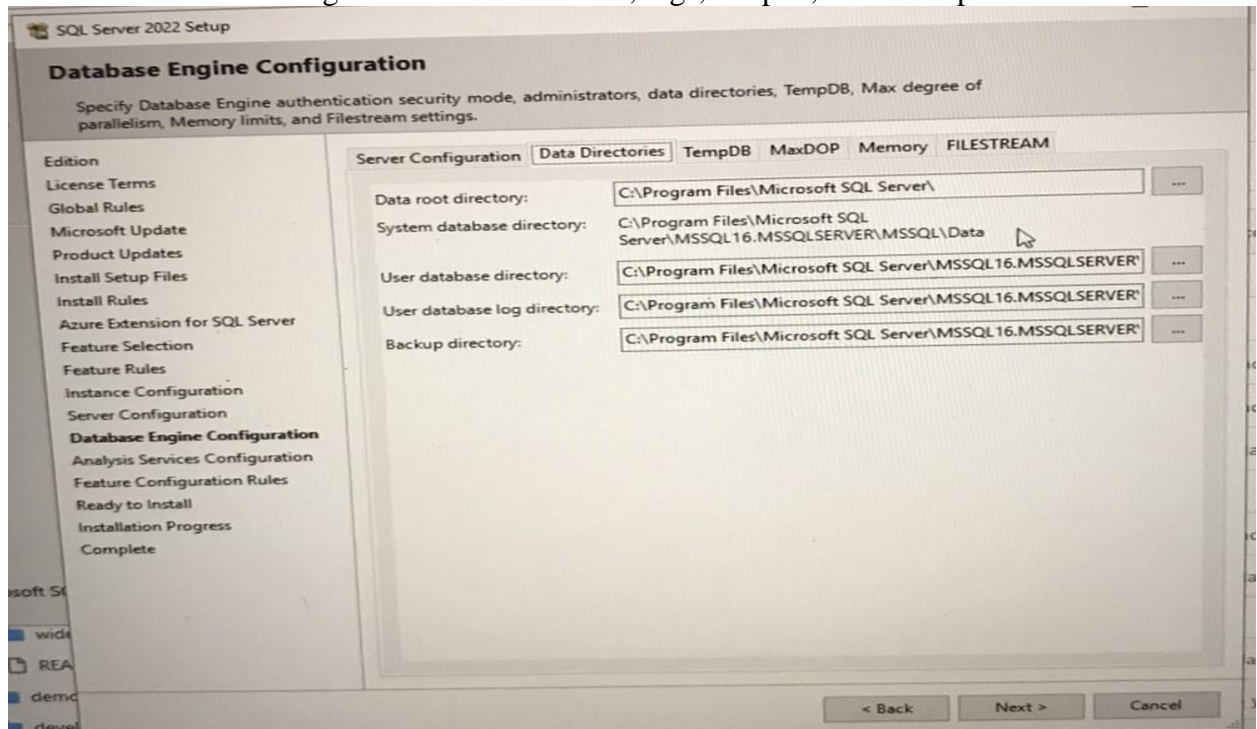 SQL Server 2022 Setup
Database Engine Configuration
Specify Database Engine authentication security mode, administrators, data directories, TempDB, Max degree of
parallelism, Memory limits, and Filestream settings.
Edition
License Terms
Global Rules
Microsoft Update
Product Updates
Install Setup Files
Install Rules
Azure Extension for SQL Server
Feature Selection
Feature Rules
Instance Configuration
Server Configuration
Database Engine Configuration
Analysis Services Configuration
Feature Configuration Rules
Ready to Install
Installation Progress
Complete
Server Configuration Data Directories TempDB MaxDOP Memory FILESTREAM
Data root directory: C:\Program Files\Microsoft SQL Server\ ...
System database directory: C:\Program Files\Microsoft SQL
Server\MSSQL16.MSSQLSERVER\MSSQL\Data
User database directory: C:\Program Files\Microsoft SQL Server\MSSQL16.MSSQLSERVER ...
User database log directory: C:\Program Files\Microsoft SQL Server\MSSQL16.MSSQLSERVER ...
Backup directory: C:\Program Files\Microsoft SQL Server\MSSQL16.MSSQLSERVER ...
< Back Next > Cancel